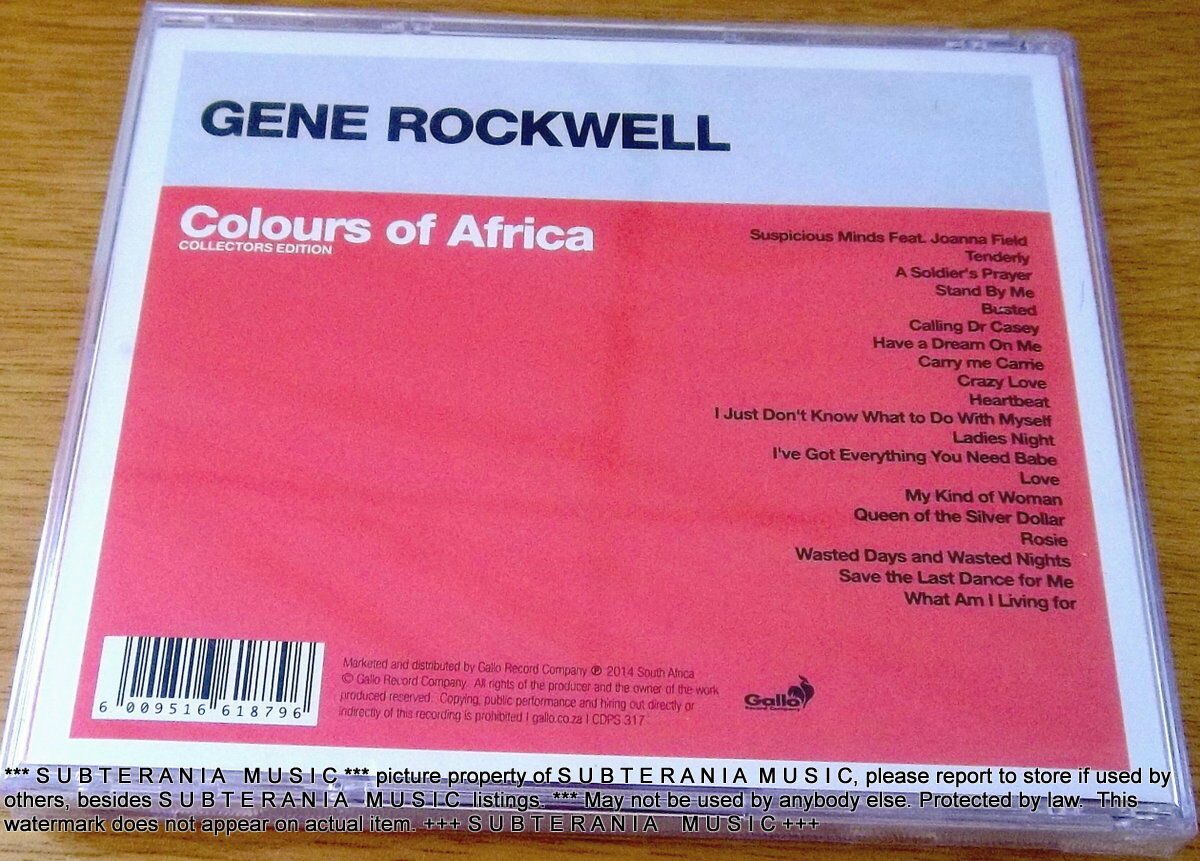 GENE ROCKWELL
Colours of Africa
COLLECTORS EDITION
Suspicious Minds Feat. Joanna Field
Tenderly
A Soldier's Prayer
Stand By Me
Busted
Calling Dr Casey
Have a Dream On Me
Carry me Carrie
Crazy Love
Heartbeat
I Just Don't Know What to Do With Myself
Ladies Night
I've Got Everything You Need Babe
Love
My Kind of Woman
Queen of the Silver Dollar
Rosie
Wasted Days and Wasted Nights
Save the Last Dance for Me
What Am I Living for
6 009516 618796
Marketed and distributed by Gallo Record Company ℗ 2014 South Africa
© Gallo Record Company. All rights of the producer and the owner of the work
produced reserved. Copying, public performance and hiring out directly or
indirectly of this recording is prohibited I gallo.co.za I CDPS 317
Gallo
Record Company
*** S U B T E R A N I A M U S I C *** picture property of S U B T E R A N I A M U S I C, please report to store if used by
others, besides S U B T E R A N I A M U S I C listings. *** May not be used by anybody else. Protected by law. This
watermark does not appear on actual item. +++ S U B T E R A N I A M U S I C +++